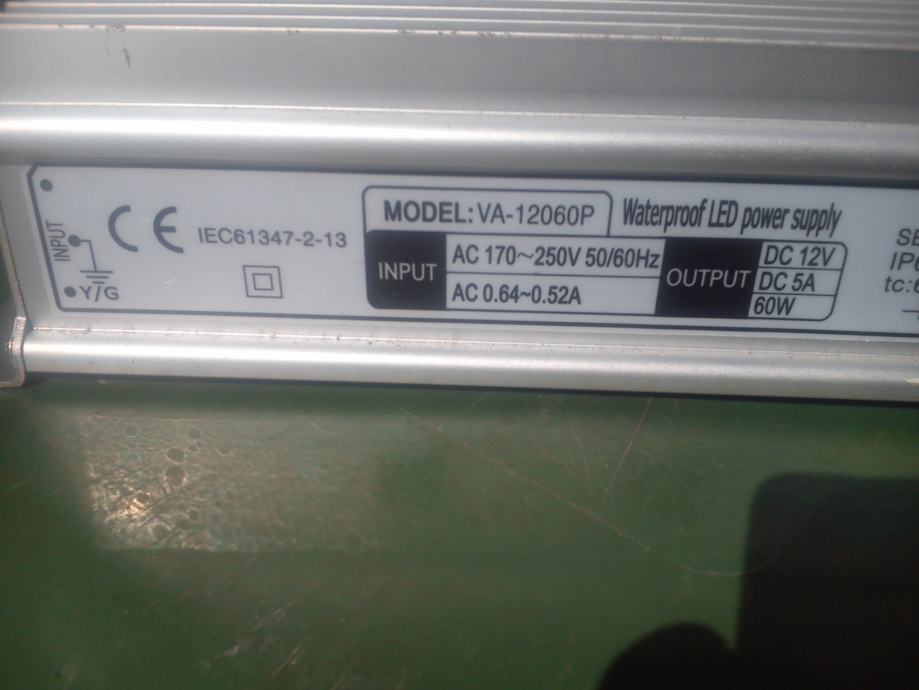 INPUT
Y/G
CE
IEC61347-2-13
MODEL: VA-12060P
Waterproof LED power supply
INPUT
AC 170~250V 50/60Hz
AC 0.64~0.52A
OUTPUT
DC 12V
DC 5A
60W